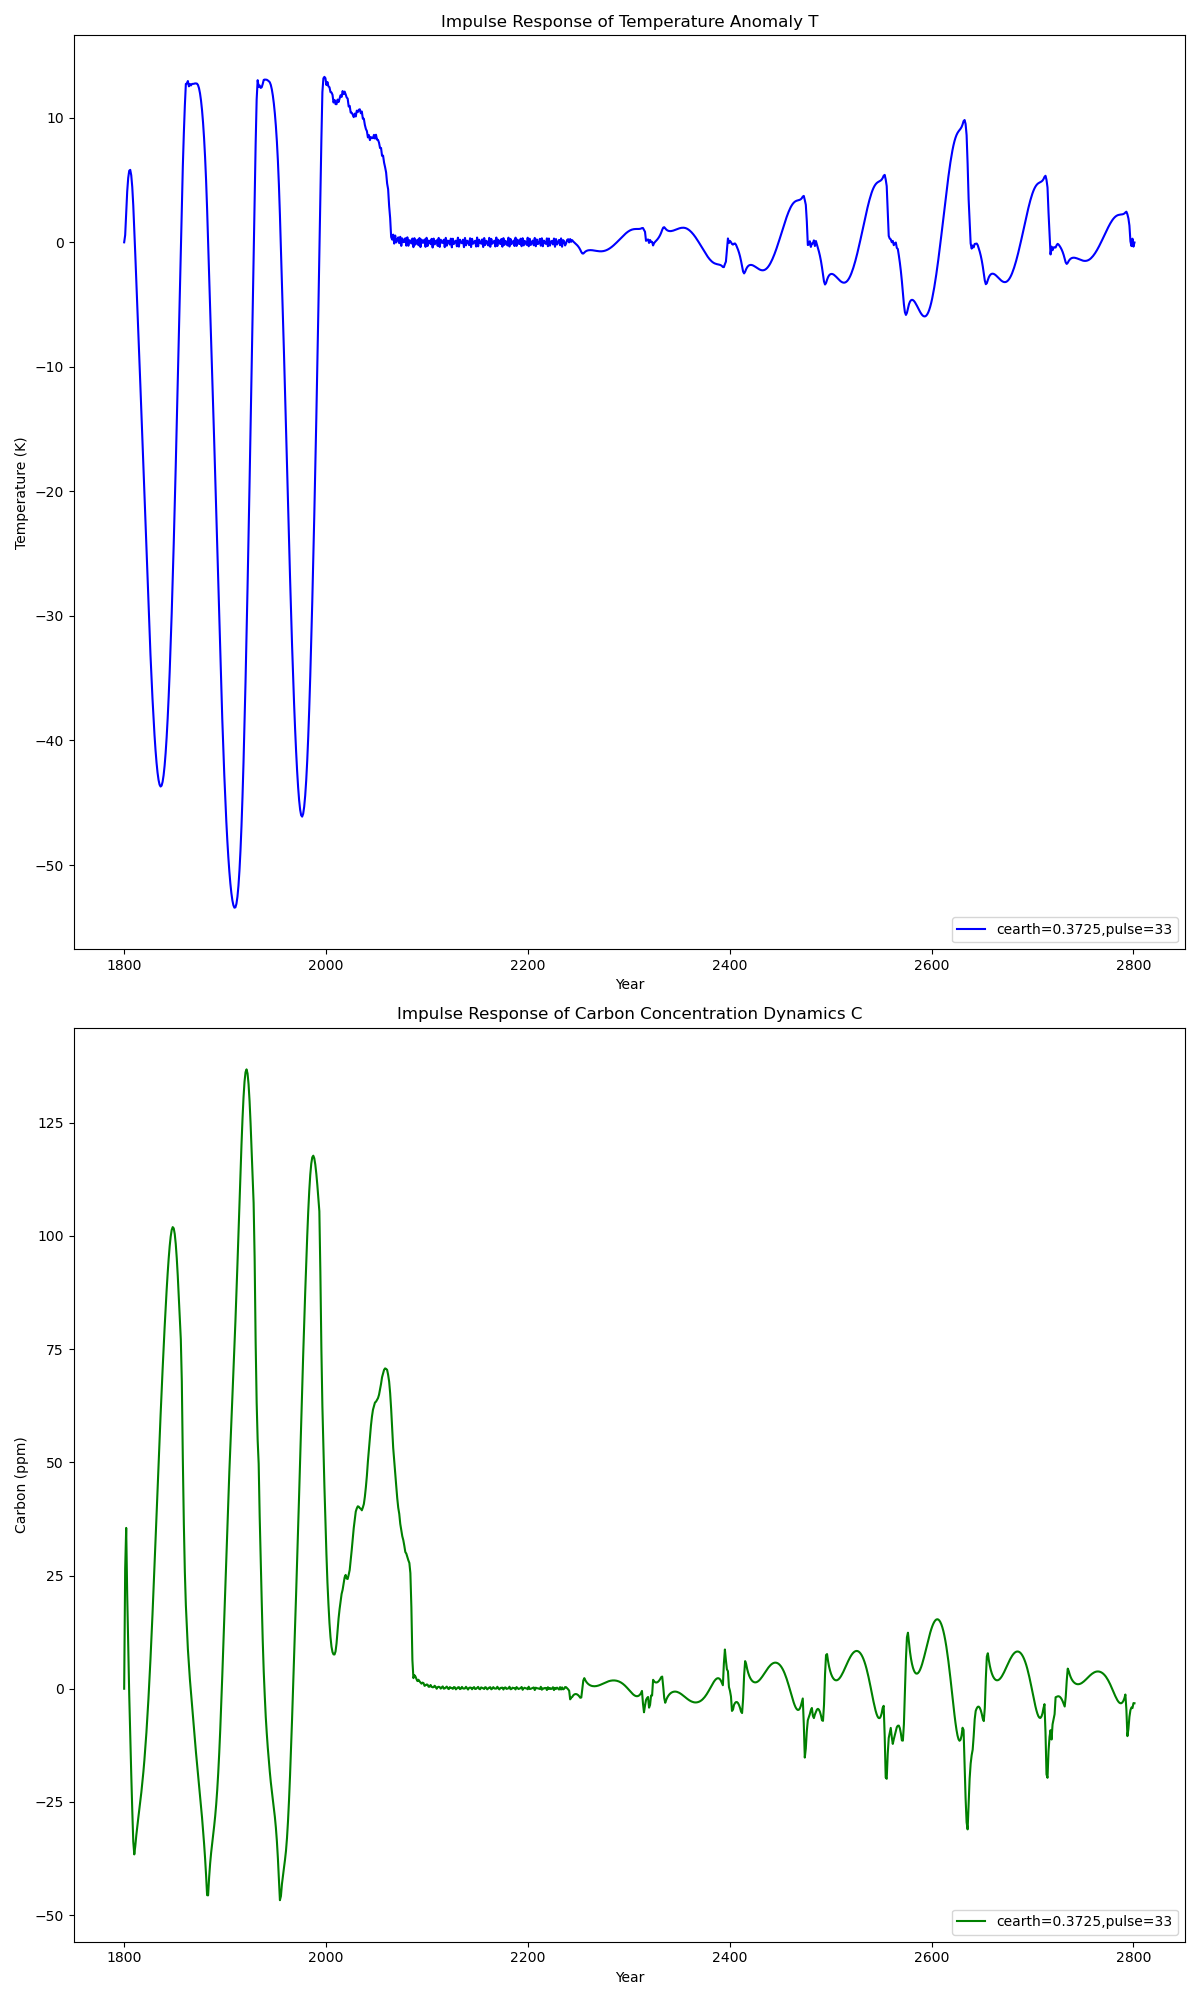 Impulse Response of Temperature Anomaly T
10
0
−10
−20
−30
−40
−50
Temperature (K)
cearth=0.3725,pulse=33
1800 2000 2200 2400 2600 2800
Year
Impulse Response of Carbon Concentration Dynamics C
125
100
75
50
25
0
−25
−50
Carbon (ppm)
cearth=0.3725,pulse=33
1800 2000 2200 2400 2600 2800
Year